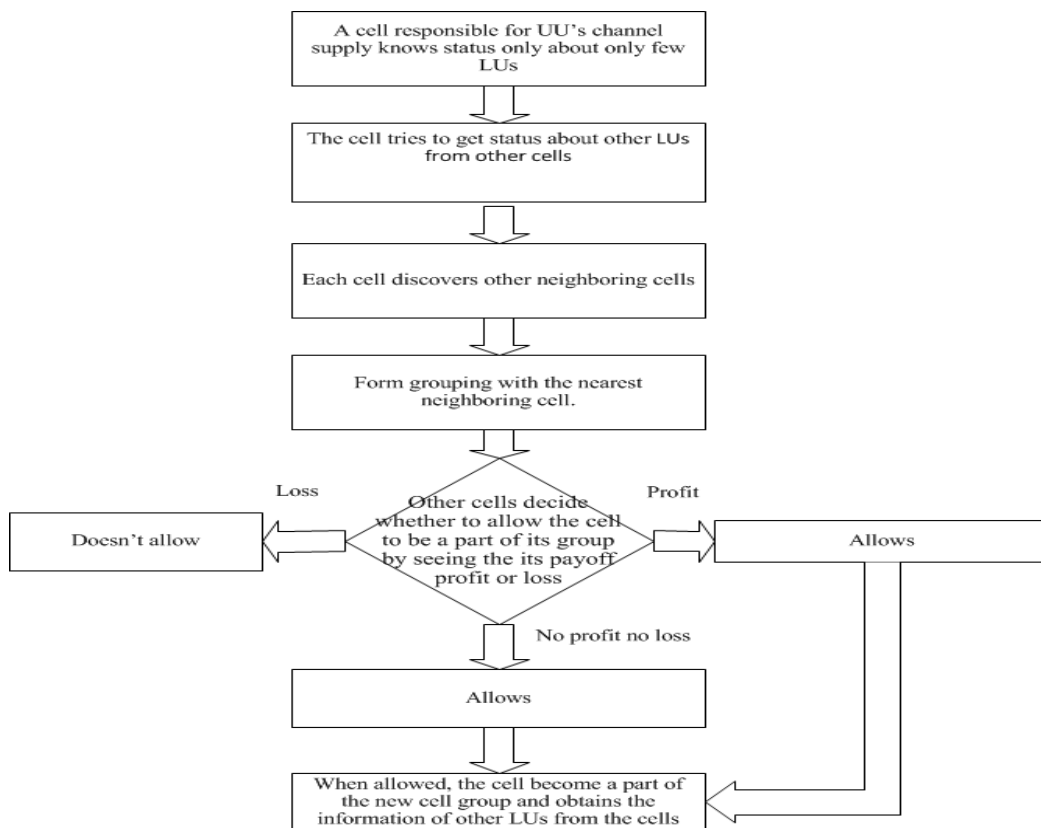 A cell responsible for UU's channel
supply knows status only about only few
LUs
The cell tries to get status about other LUs
from other cells
Each cell discovers other neighboring cells
Form grouping with the nearest
neighboring cell.
Loss
Profit
Other cells decide
whether to allow the cell
to be a part of its group
by seeing the its payoff
profit or loss
Doesn't allow
Allows
No profit no loss
Allows
When allowed, the cell become a part of
the new cell group and obtains the
information of other LUs from the cells